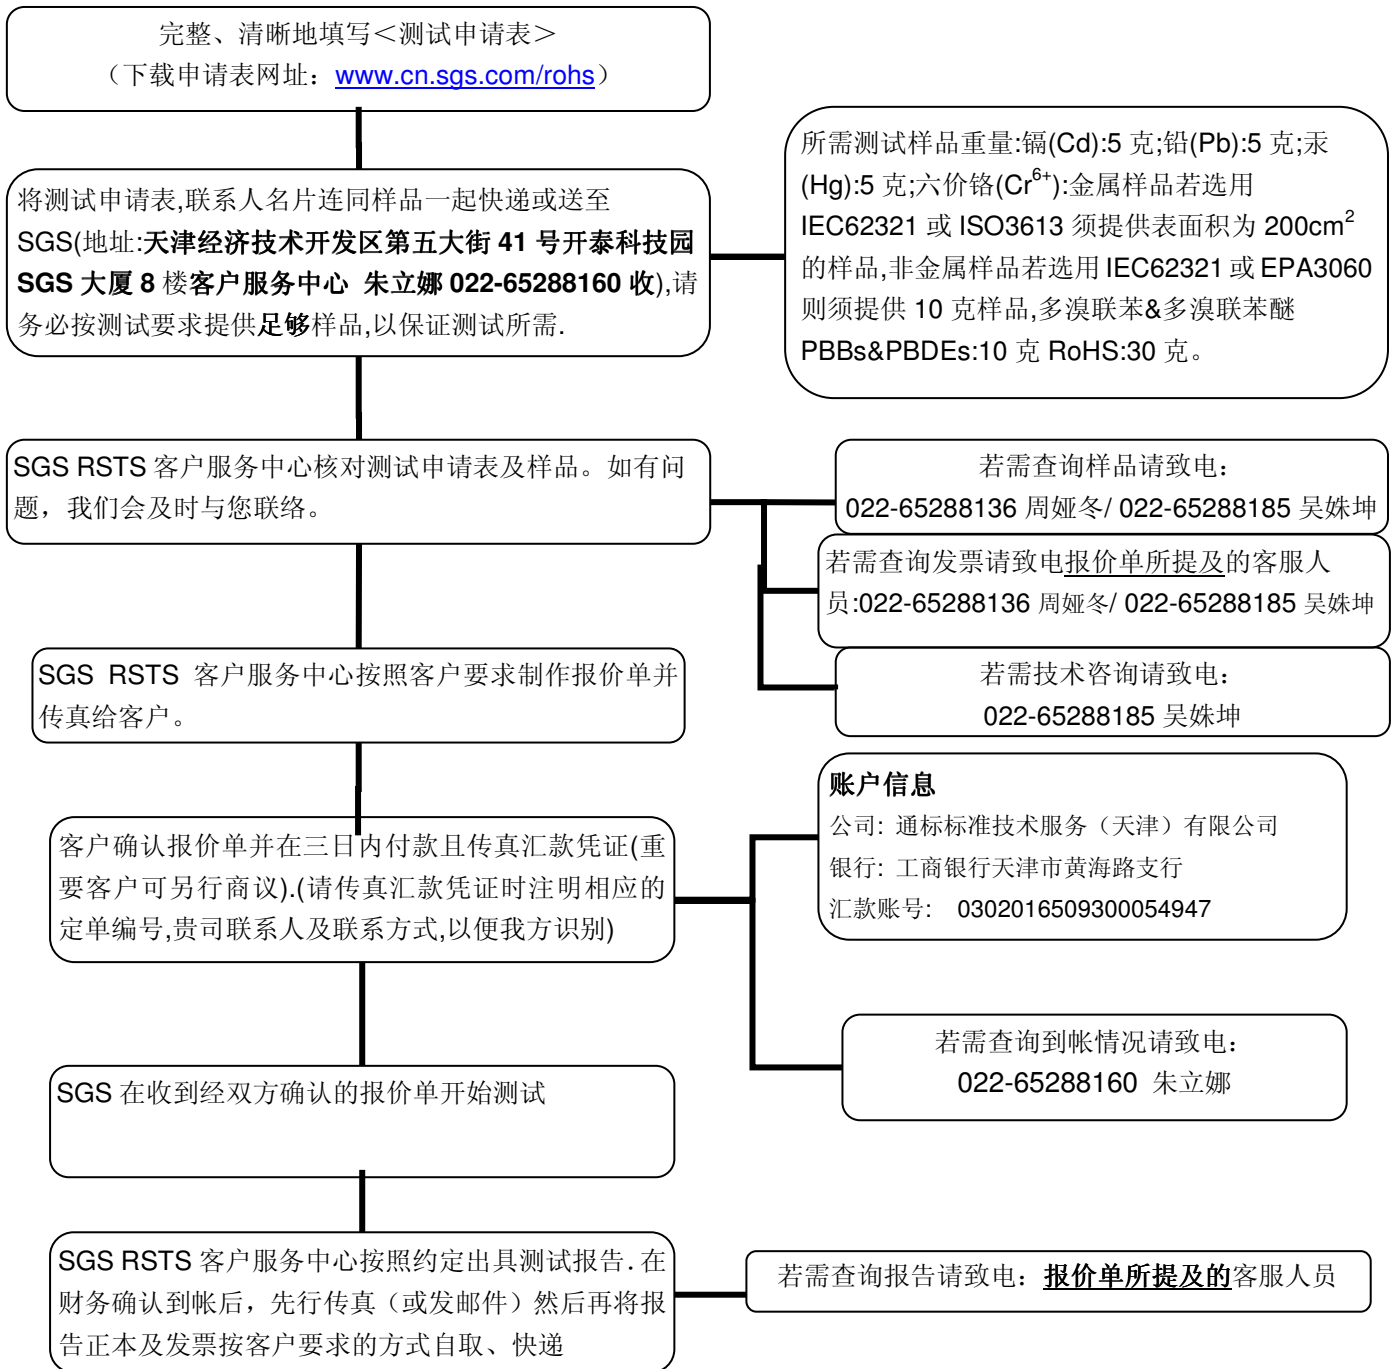 完整、清晰地填写＜测试申请表＞
（下载申请表网址：www.cn.sgs.com/rohs）
将测试申请表,联系人名片连同样品一起快递或送至
SGS(地址:天津经济技术开发区第五大街 41 号开泰科技园
SGS 大厦 8 楼客户服务中心 朱立娜 022-65288160 收),请
务必按测试要求提供足够样品,以保证测试所需.
所需测试样品重量:镉(Cd):5 克;铅(Pb):5 克;汞
(Hg):5 克;六价铬(Cr6+):金属样品若选用
IEC62321 或 ISO3613 须提供表面积为 200cm2
的样品,非金属样品若选用 IEC62321 或 EPA3060
则须提供 10 克样品,多溴联苯&多溴联苯醚
PBBs&PBDEs:10 克 RoHS:30 克。
SGS RSTS 客户服务中心核对测试申请表及样品。如有问
题，我们会及时与您联络。
若需查询样品请致电：
022-65288136 周娅冬/ 022-65288185 吴姝坤
若需查询发票请致电报价单所提及的客服人
员:022-65288136 周娅冬/ 022-65288185 吴姝坤
若需技术咨询请致电：
022-65288185 吴姝坤
SGS RSTS 客户服务中心按照客户要求制作报价单并
传真给客户。
客户确认报价单并在三日内付款且传真汇款凭证(重
要客户可另行商议).(请传真汇款凭证时注明相应的
定单编号,贵司联系人及联系方式,以便我方识别)
账户信息
公司: 通标标准技术服务（天津）有限公司
银行: 工商银行天津市黄海路支行
汇款账号: 0302016509300054947
若需查询到帐情况请致电：
022-65288160 朱立娜
SGS 在收到经双方确认的报价单开始测试
SGS RSTS 客户服务中心按照约定出具测试报告. 在
财务确认到帐后，先行传真（或发邮件）然后再将报
告正本及发票按客户要求的方式自取、快递
若需查询报告请致电：报价单所提及的客服人员